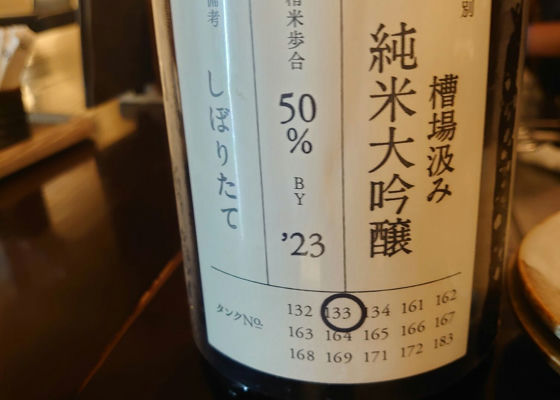 別
槽場汲み
純米大吟醸
精米歩合
50
%
BY
'23
備考
しぼりたて
タンクNo.
132 133 134 161 162
163 164 165 166 167
168 169 171 172 183